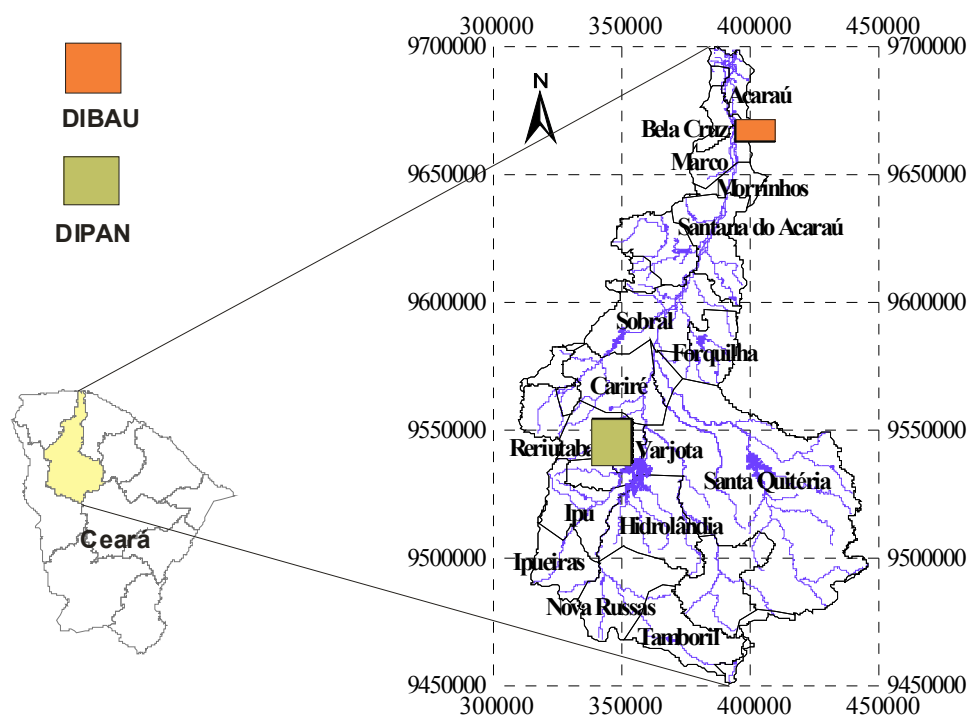 300000 350000 400000 450000
9700000 9700000
DIBAU
DIPAN
N
Acaraú
Bela Cruz
Marco
9650000 9650000
Morrinhos
Santana do Acaraú
9600000 9600000
Sobral
Forquilha
Cariré
9550000 9550000
Reriutaba Varjota
Santa Quitéria
Ipu
Hidrolândia
Ceará
9500000 9500000
Ipueiras
Nova Russas
Tamboril
9450000 9450000
300000 350000 400000 450000